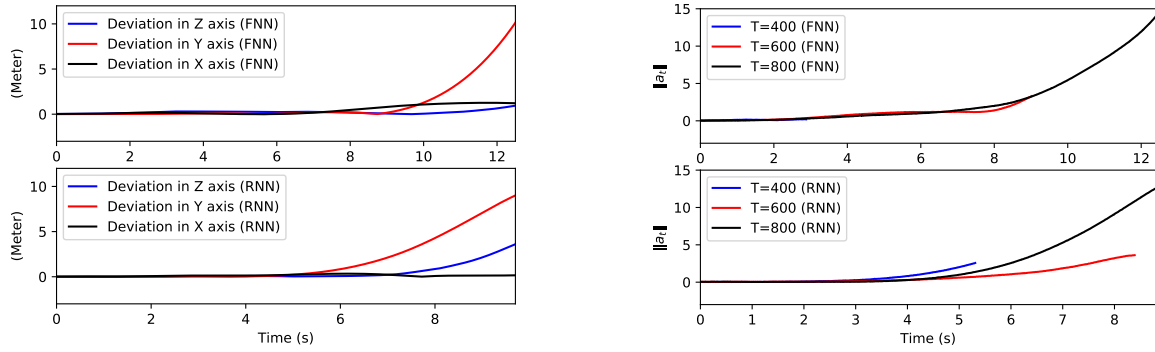 10
5
0
(Meter)
Deviation in Z axis (FNN)
Deviation in Y axis (FNN)
Deviation in X axis (FNN)
0 2 4 6 8 10 12
10
5
0
(Meter)
Deviation in Z axis (RNN)
Deviation in Y axis (RNN)
Deviation in X axis (RNN)
0 2 4 6 8
Time (s)
15
10
5
0
‖a_t‖
T=400 (FNN)
T=600 (FNN)
T=800 (FNN)
0 2 4 6 8 10 12
15
10
5
0
‖a_t‖
T=400 (RNN)
T=600 (RNN)
T=800 (RNN)
0 1 2 3 4 5 6 7 8
Time (s)